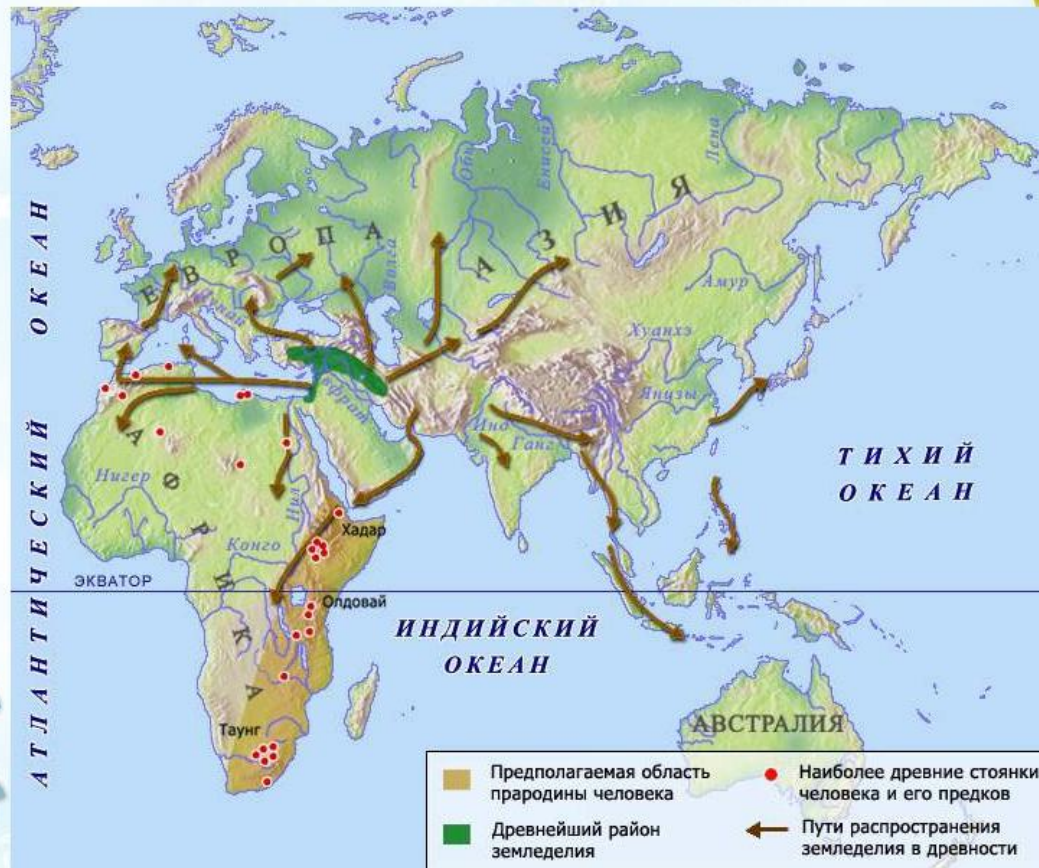 АТЛАНТИЧЕСКИЙ ОКЕАН
ЕВРОПА
АЗИЯ
Обь
Енисей
Лена
Волга
Дунай
Амур
Хуанхэ
Янцзы
Евфрат
Инд
Ганг
ТИХИЙ
ОКЕАН
АФРИКА
Нигер
Нил
Конго
Хадар
ЭКВАТОР
Олдовай
ИНДИЙСКИЙ
ОКЕАН
Таунг
АВСТРАЛИЯ
Предполагаемая область
прародины человека
Древнейший район
земледелия
Наиболее древние стоянки
человека и его предков
Пути распространения
земледелия в древности